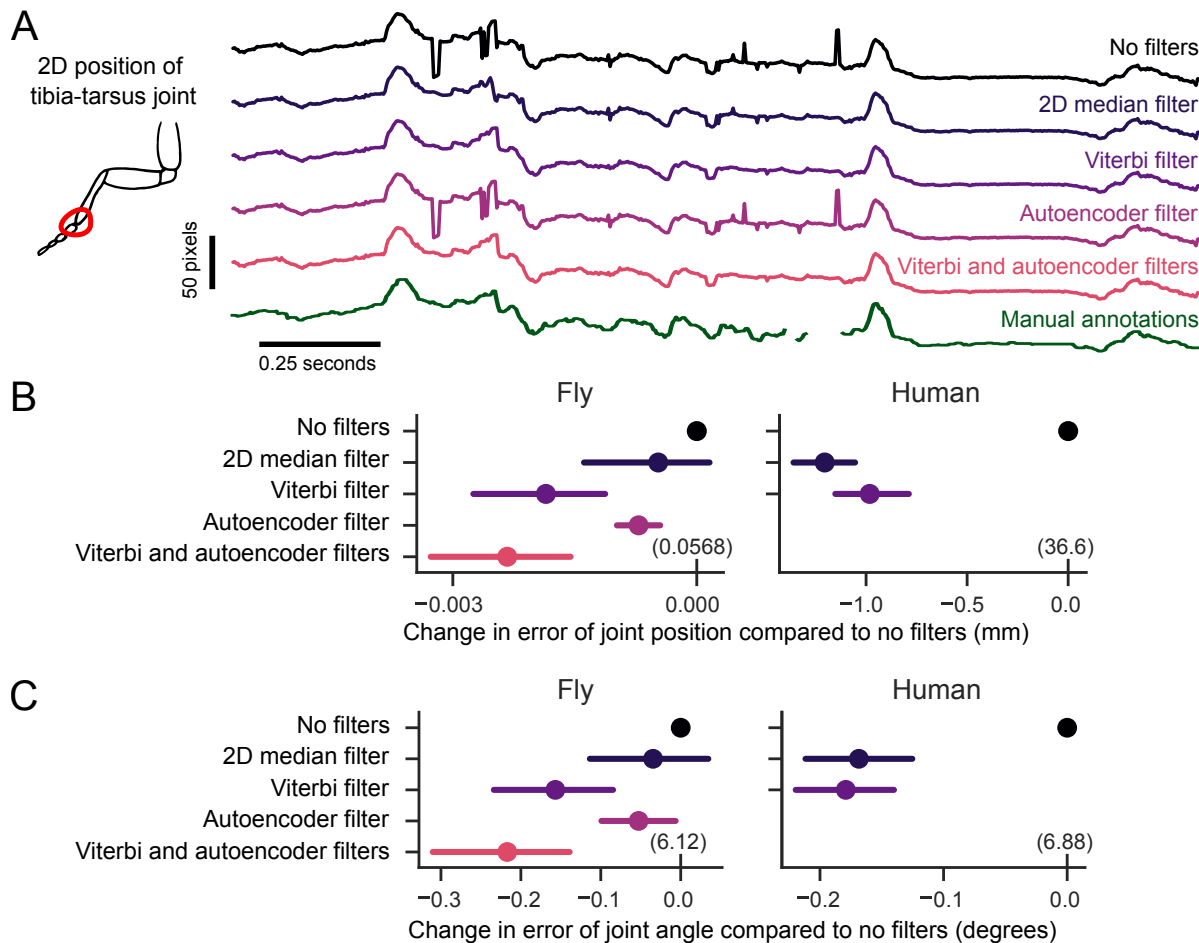 A
2D position of
tibia-tarsus joint
No filters
2D median filter
Viterbi filter
Autoencoder filter
Viterbi and autoencoder filters
Manual annotations
50 pixels
0.25 seconds
B
Fly
Human
No filters
2D median filter
Viterbi filter
Autoencoder filter
Viterbi and autoencoder filters
(0.0568)
(36.6)
−0.003
0.000
−1.0
−0.5
0.0
Change in error of joint position compared to no filters (mm)
C
Fly
Human
No filters
2D median filter
Viterbi filter
Autoencoder filter
Viterbi and autoencoder filters
(6.12)
(6.88)
−0.3
−0.2
−0.1
0.0
−0.2
−0.1
0.0
Change in error of joint angle compared to no filters (degrees)